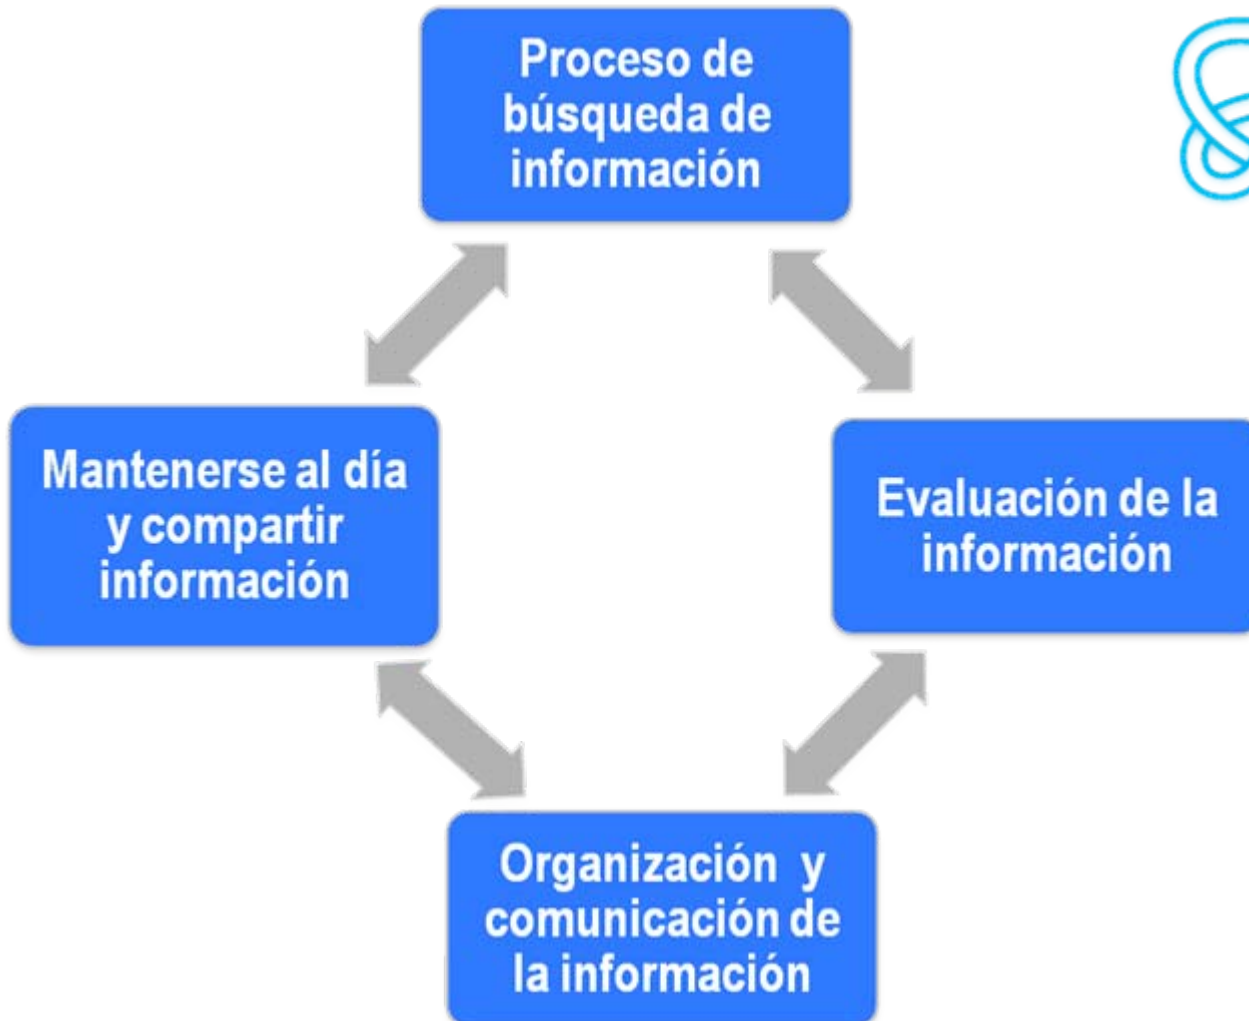 Proceso de
búsqueda de
información
Mantenerse al día
y compartir
información
Evaluación de la
información
Organización y
comunicación de
la información